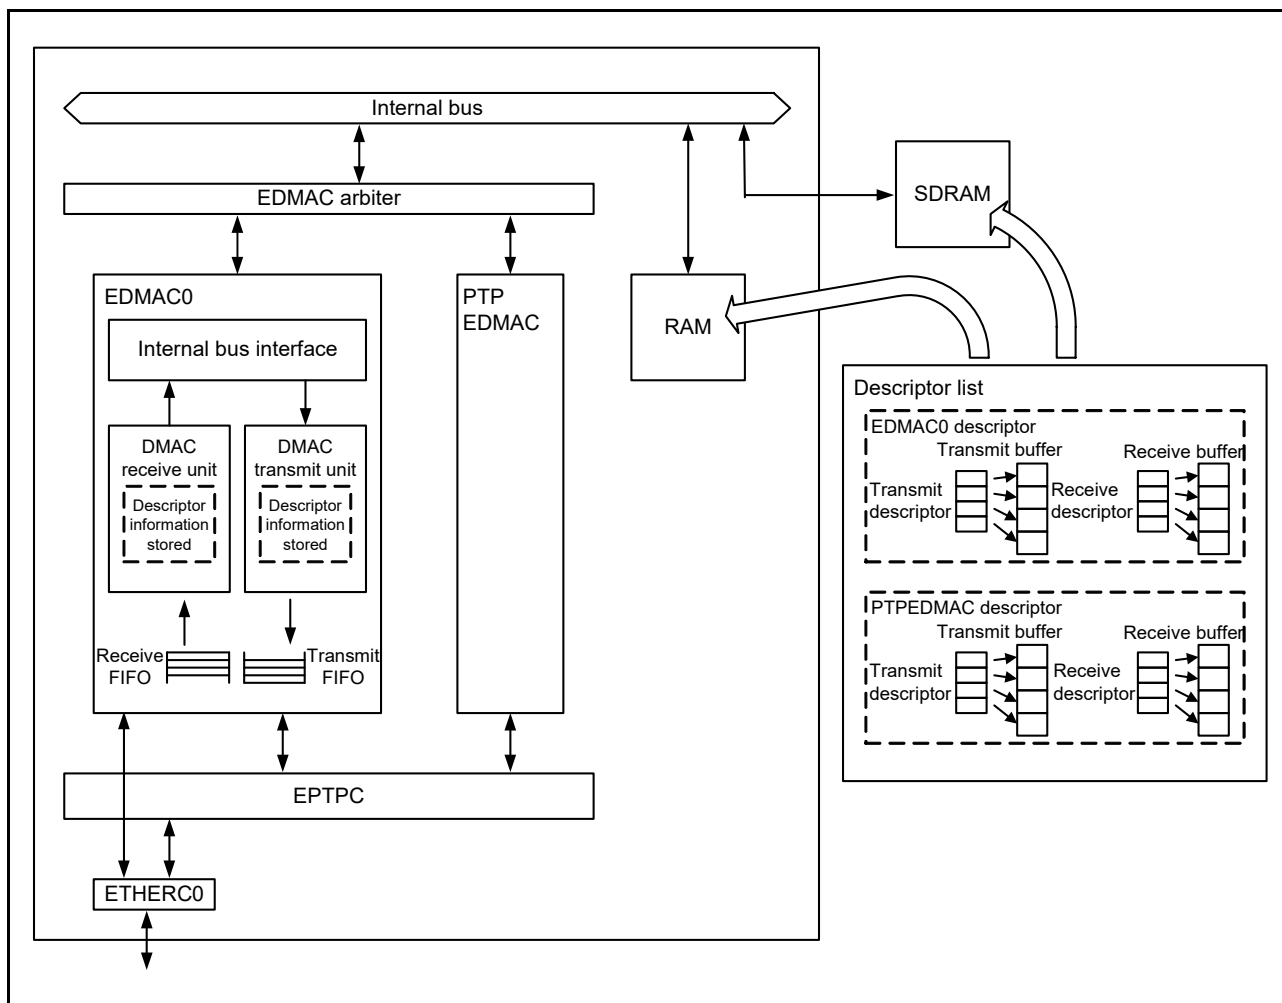 Internal bus
EDMAC arbiter
SDRAM
EDMAC0
PTP
EDMAC
RAM
Internal bus interface
DMAC
receive unit
Descriptor
information
stored
DMAC
transmit unit
Descriptor
information
stored
Receive
FIFO
Transmit
FIFO
EPTPC
ETHERC0
Descriptor list
EDMAC0 descriptor
Transmit buffer
Receive buffer
Transmit
descriptor
Receive
descriptor
PTPEDMAC descriptor
Transmit buffer
Receive buffer
Transmit
descriptor
Receive
descriptor